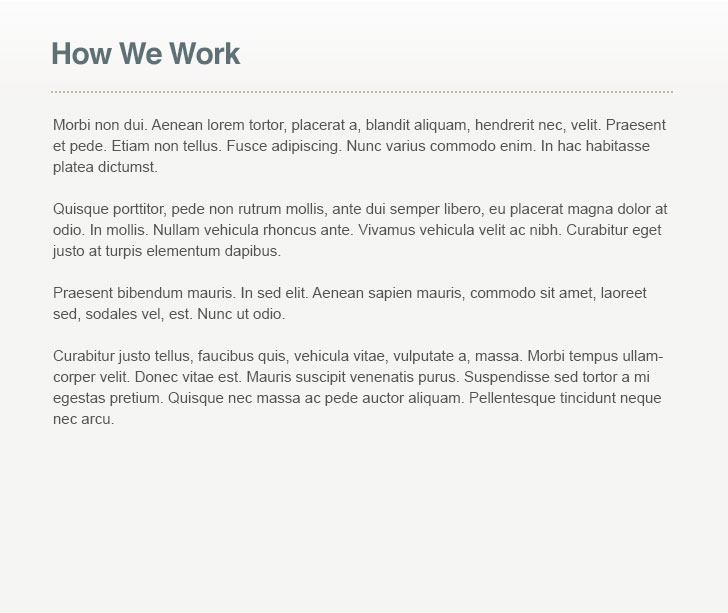 How We Work
Morbi non dui. Aenean lorem tortor, placerat a, blandit aliquam, hendrerit nec, velit. Praesent
et pede. Etiam non tellus. Fusce adipiscing. Nunc varius commodo enim. In hac habitasse
platea dictumst.
Quisque porttitor, pede non rutrum mollis, ante dui semper libero, eu placerat magna dolor at
odio. In mollis. Nullam vehicula rhoncus ante. Vivamus vehicula velit ac nibh. Curabitur eget
justo at turpis elementum dapibus.
Praesent bibendum mauris. In sed elit. Aenean sapien mauris, commodo sit amet, laoreet
sed, sodales vel, est. Nunc ut odio.
Curabitur justo tellus, faucibus quis, vehicula vitae, vulputate a, massa. Morbi tempus ullam-
corper velit. Donec vitae est. Mauris suscipit venenatis purus. Suspendisse sed tortor a mi
egestas pretium. Quisque nec massa ac pede auctor aliquam. Pellentesque tincidunt neque
nec arcu.